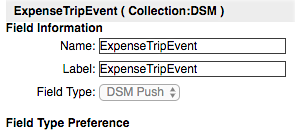 ExpenseTripEvent ( Collection:DSM )
Field Information
Name: ExpenseTripEvent
Label: ExpenseTripEvent
Field Type: DSM Push
Field Type Preference